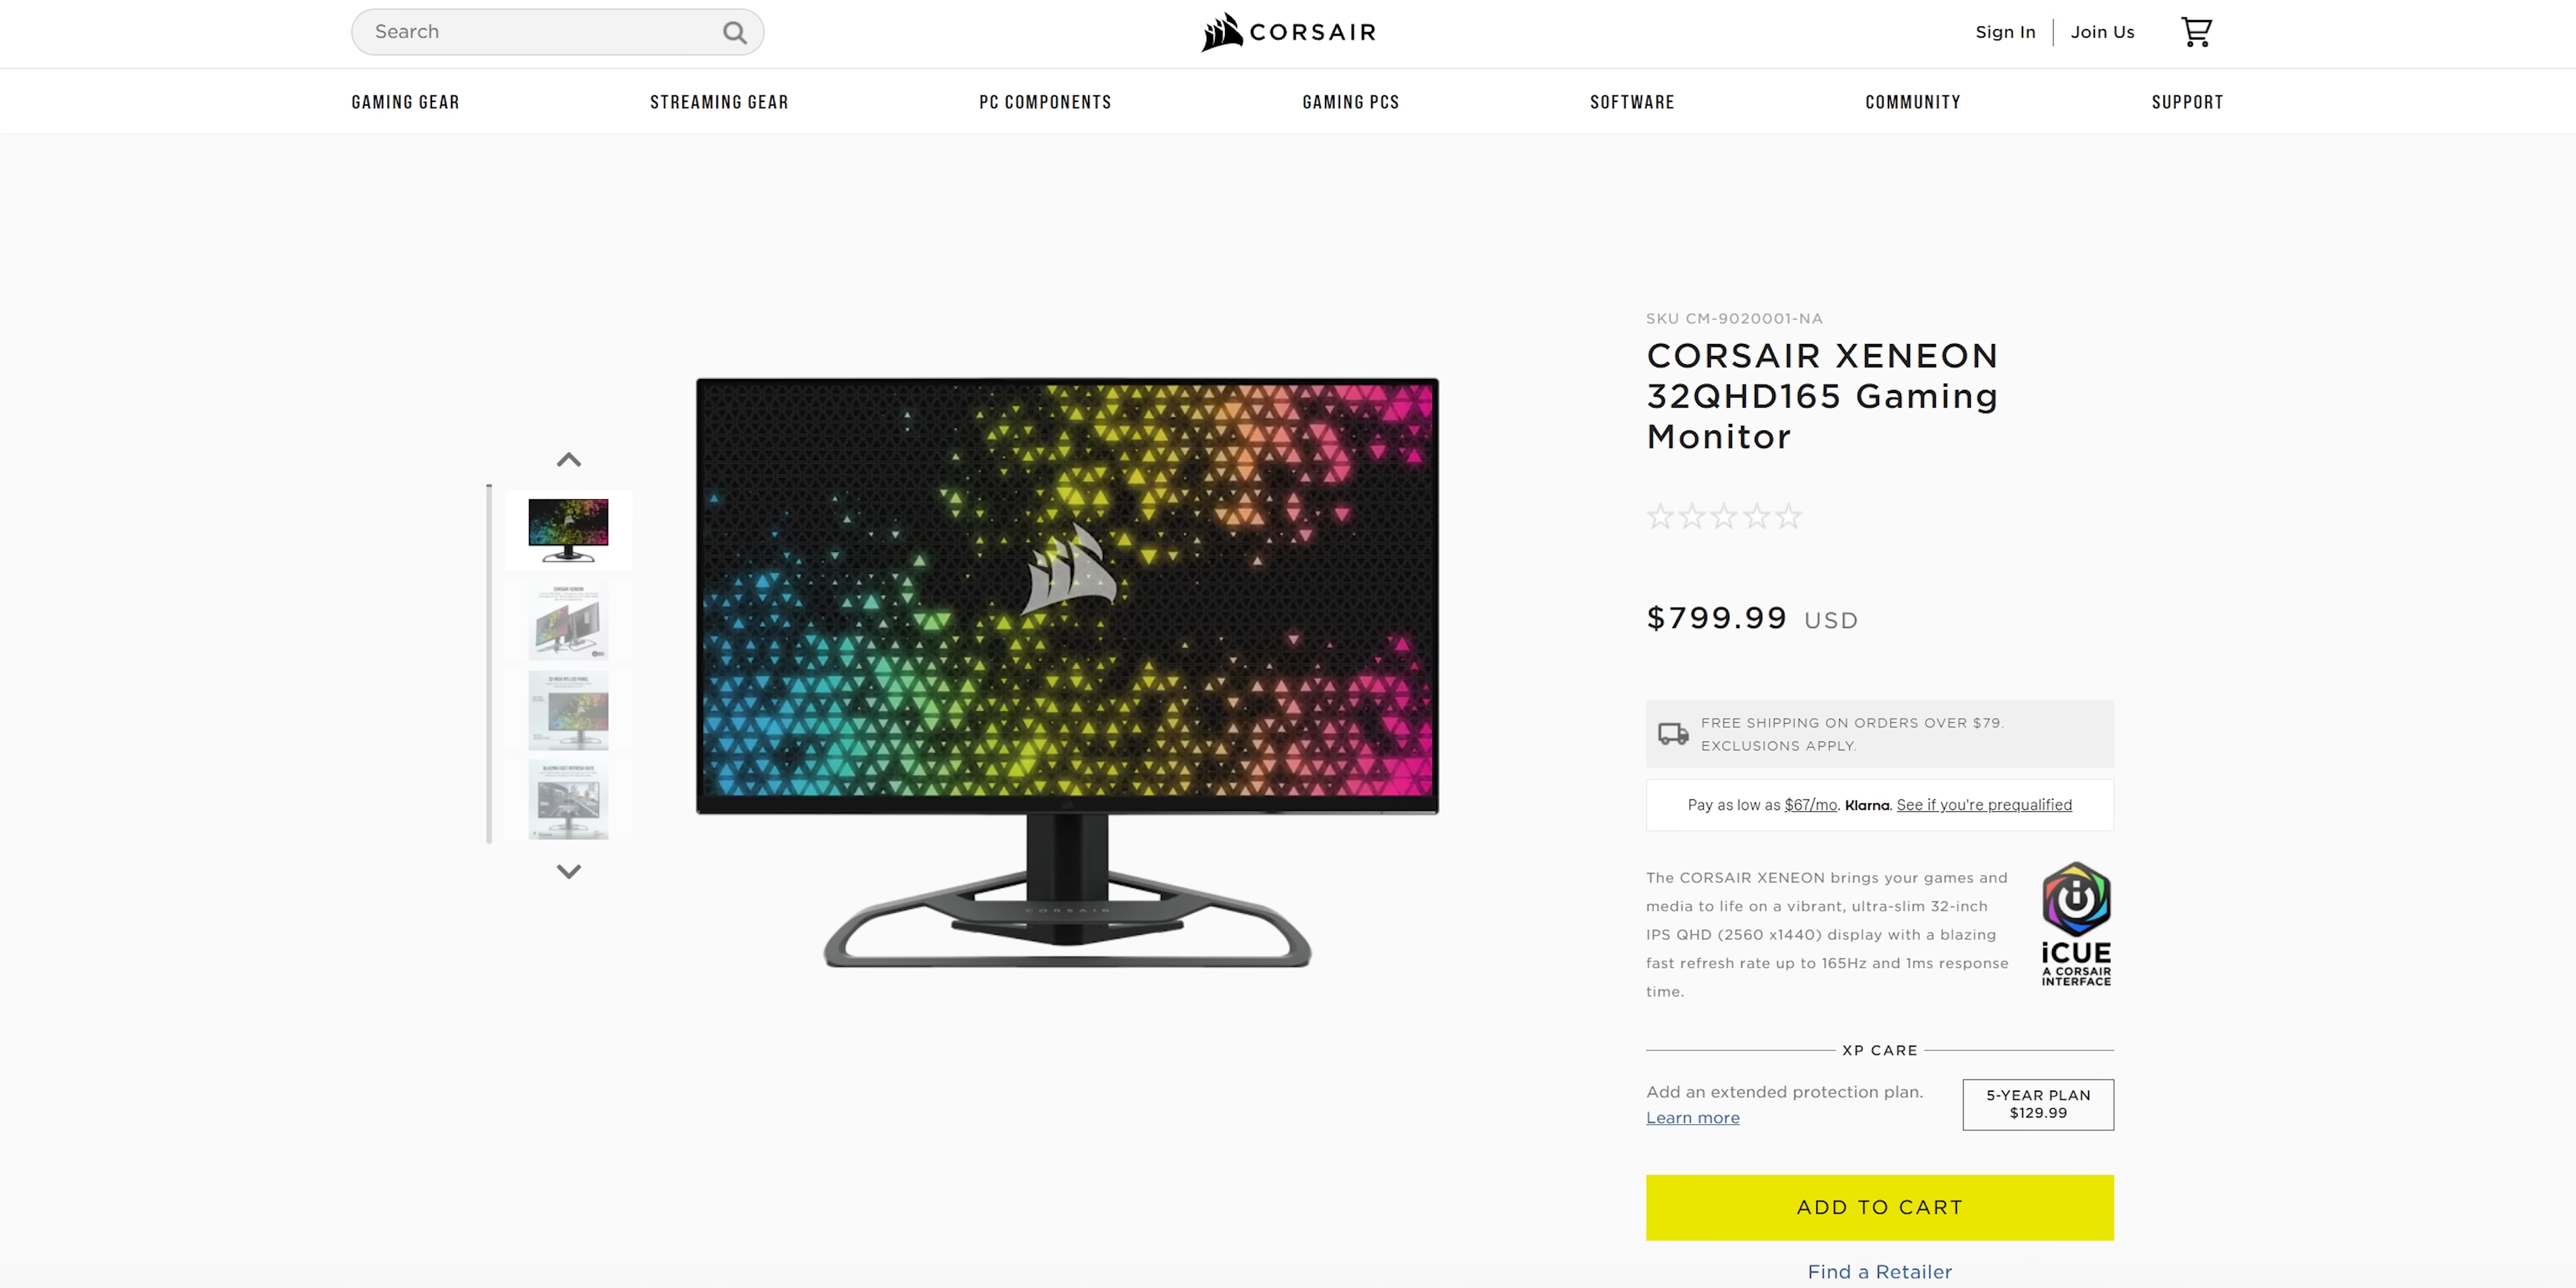 Search
CORSAIR
Sign In
Join Us
GAMING GEAR
STREAMING GEAR
PC COMPONENTS
GAMING PCS
SOFTWARE
COMMUNITY
SUPPORT
SKU CM-9020001-NA
CORSAIR XENEON
32QHD165 Gaming
Monitor
$799.99 USD
FREE SHIPPING ON ORDERS OVER $79.
EXCLUSIONS APPLY.
Pay as low as $67/mo. Klarna. See if you're prequalified
The CORSAIR XENEON brings your games and
media to life on a vibrant, ultra-slim 32-inch
IPS QHD (2560 x1440) display with a blazing
fast refresh rate up to 165Hz and 1ms response
time.
iCUE
A CORSAIR
INTERFACE
CORSAIR
XP CARE
Add an extended protection plan.
Learn more
5-YEAR PLAN
$129.99
ADD TO CART
Find a Retailer